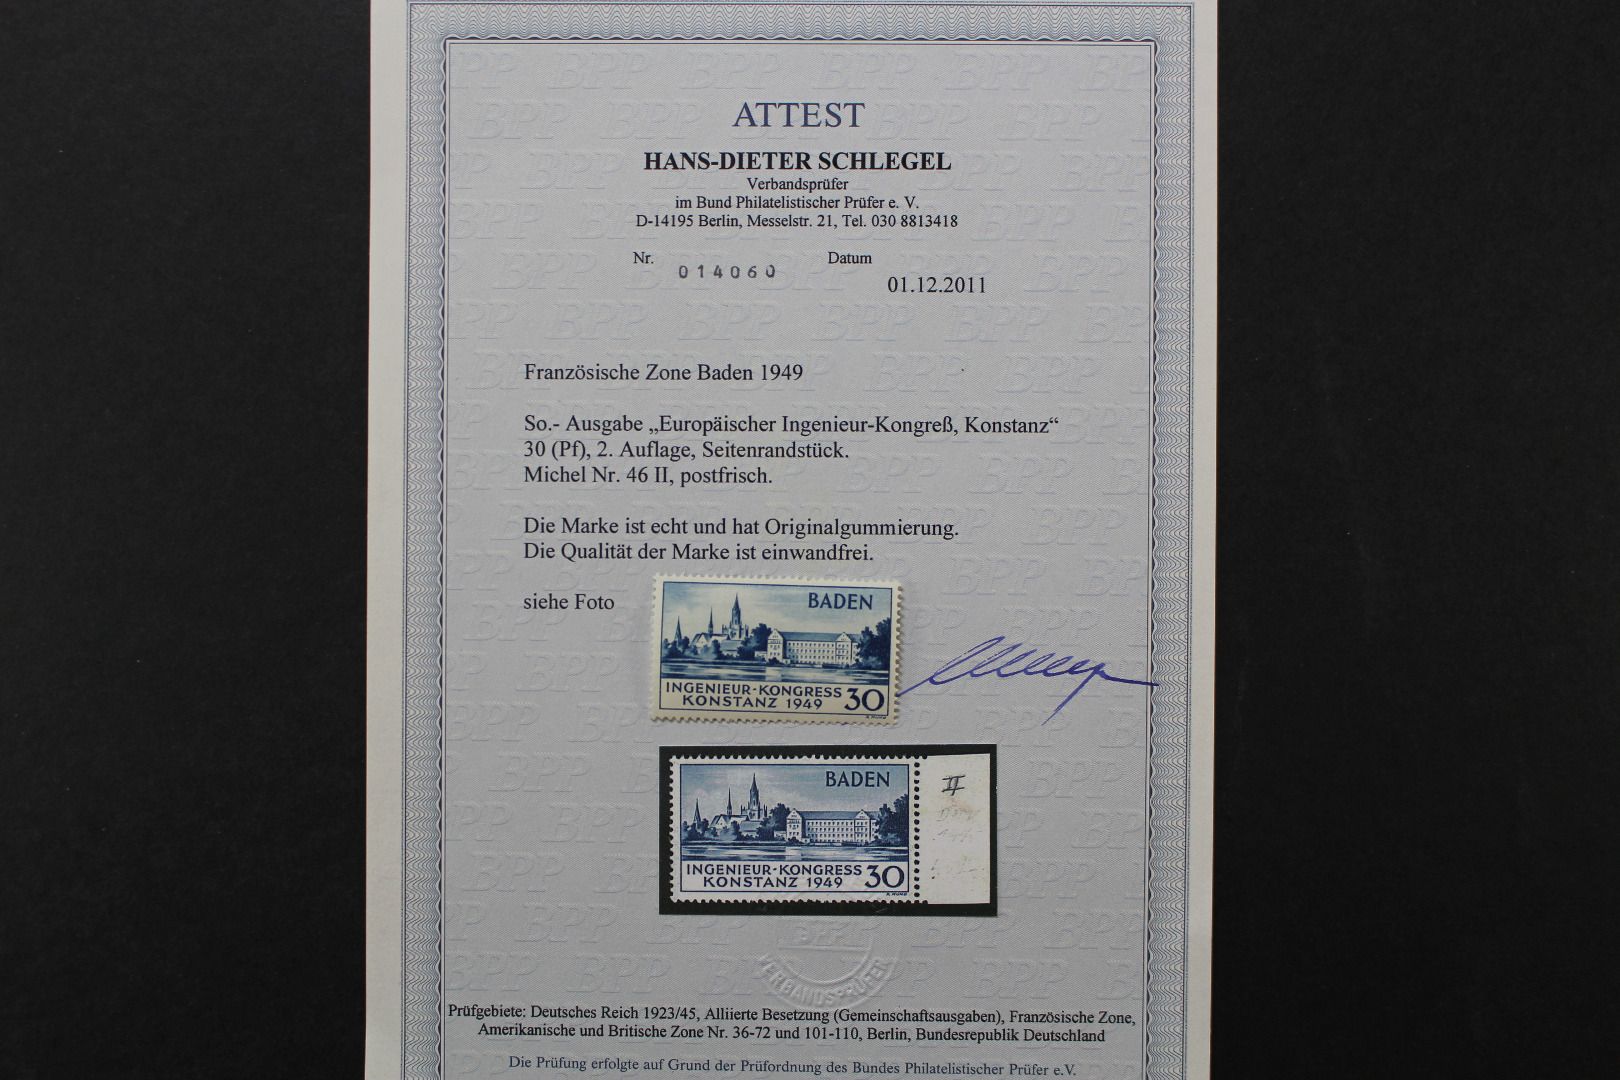 ATTEST
HANS-DIETER SCHLEGEL
Verbandsprüfer
im Bund Philatelistischer Prüfer e. V.
D-14195 Berlin, Messelstr. 21, Tel. 030 8813418
Nr. 014060 Datum 01.12.2011
Französische Zone Baden 1949
So.- Ausgabe „Europäischer Ingenieur-Kongreß, Konstanz“
30 (Pf), 2. Auflage, Seitenrandstück.
Michel Nr. 46 II, postfrisch.
Die Marke ist echt und hat Originalgummierung.
Die Qualität der Marke ist einwandfrei.
siehe Foto
BADEN
INGENIEUR-KONGRESS
KONSTANZ 1949 30
BADEN
II
INGENIEUR-KONGRESS
KONSTANZ 1949 30
BPP
VERBANDSPRÜFER
Prüfgebiete: Deutsches Reich 1923/45, Alliierte Besetzung (Gemeinschaftsausgaben), Französische Zone,
Amerikanische und Britische Zone Nr. 36-72 und 101-110, Berlin, Bundesrepublik Deutschland
Die Prüfung erfolgte auf Grund der Prüfordnung des Bundes Philatelistischer Prüfer e.V.